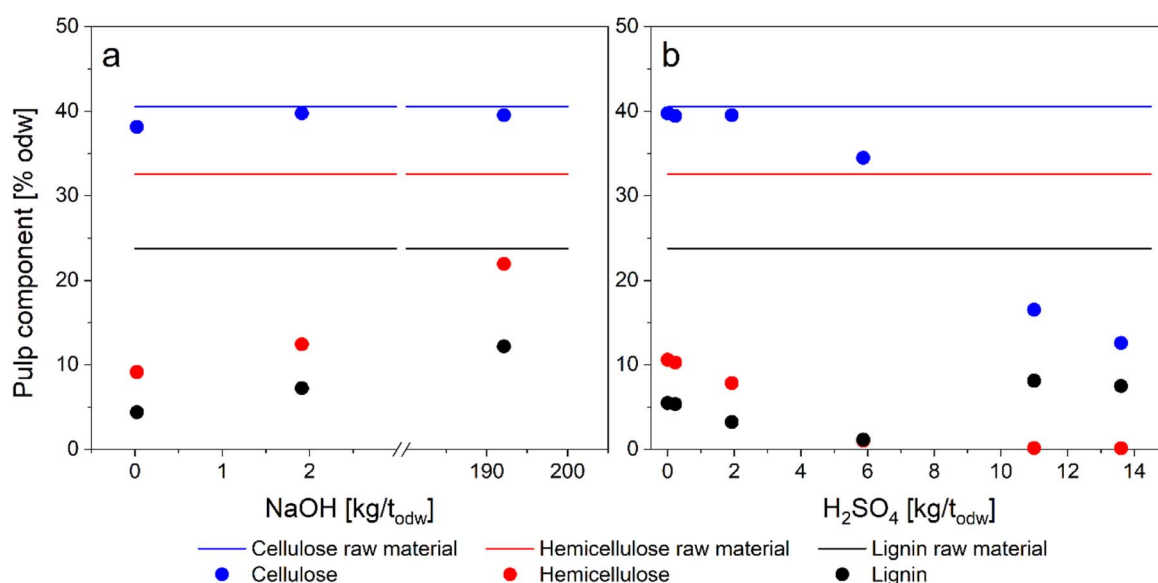 a
b
Pulp component [% odw]
50
40
30
20
10
0
0 1 2 190 200
NaOH [kg/t_odw]
50
40
30
20
10
0
0 2 4 6 8 10 12 14
H₂SO₄ [kg/t_odw]
Cellulose raw material Hemicellulose raw material Lignin raw material
Cellulose Hemicellulose Lignin